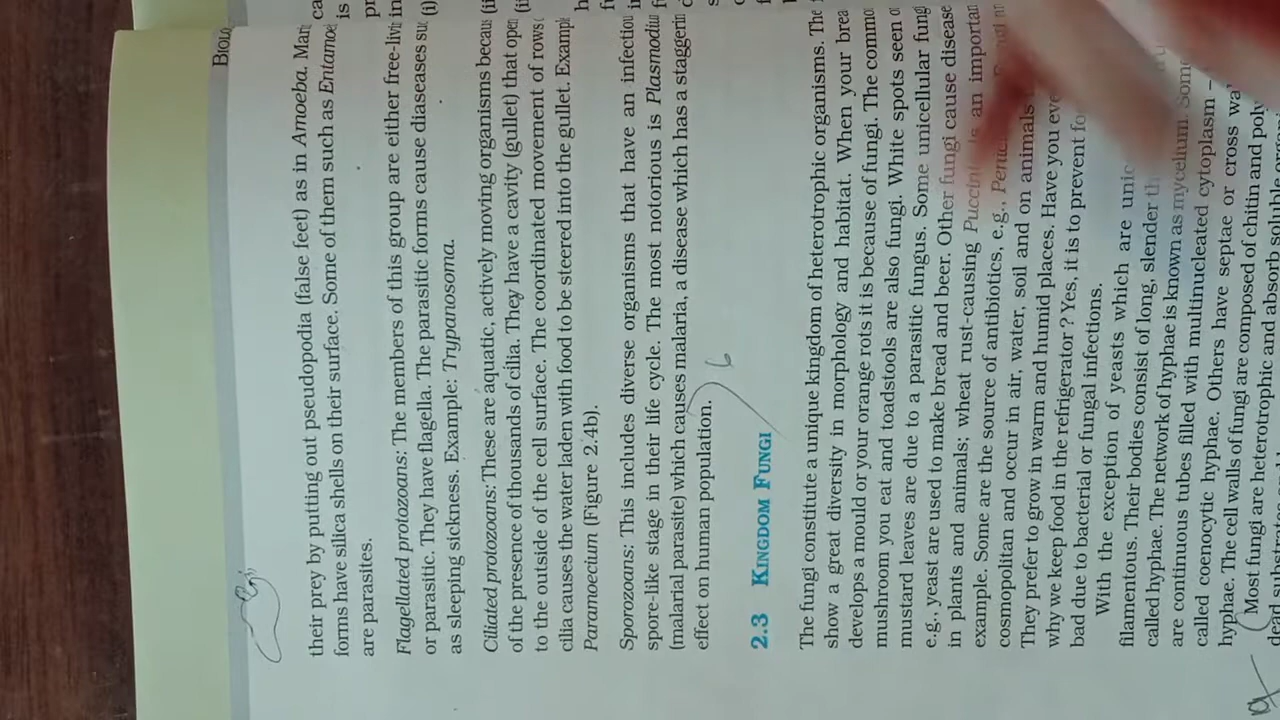 Biolo
their prey by putting out pseudopodia (false feet) as in Amoeba. Mar
forms have silica shells on their surface. Some of them such as Entamoe
are parasites.
Flagellated protozoans: The members of this group are either free-livi
or parasitic. They have flagella. The parasitic forms cause diaseases suc
as sleeping sickness. Example: Trypanosoma.
Ciliated protozoans: These are aquatic, actively moving organisms becaus
of the presence of thousands of cilia. They have a cavity (gullet) that open
to the outside of the cell surface. The coordinated movement of rows
cilia causes the water laden with food to be steered into the gullet. Exampl
Paramoecium (Figure 2.4b).
Sporozoans: This includes diverse organisms that have an infectiou
spore-like stage in their life cycle. The most notorious is Plasmodiu
(malarial parasite) which causes malaria, a disease which has a staggerin
effect on human population.
2.3 KINGDOM FUNGI
The fungi constitute a unique kingdom of heterotrophic organisms. The
show a great diversity in morphology and habitat. When your brea
develops a mould or your orange rots it is because of fungi. The commo
mushroom you eat and toadstools are also fungi. White spots seen o
mustard leaves are due to a parasitic fungus. Some unicellular fung
e.g., yeast are used to make bread and beer. Other fungi cause disease
in plants and animals; wheat rust-causing Puccini is an importan
example. Some are the source of antibiotics, e.g.,
cosmopolitan and occur in air, water, soil and on animals
They prefer to grow in warm and humid places. Have you eve
why we keep food in the refrigerator ? Yes, it is to prevent fo
bad due to bacterial or fungal infections.
With the exception of yeasts which are unic
filamentous. Their bodies consist of long, slender th
called hyphae. The network of hyphae is known as mycelium. Some
are continuous tubes filled with multinucleated cytoplasm –
called coenocytic hyphae. Others have septae or cross wa
hyphae. The cell walls of fungi are composed of chitin and poly
Most fungi are heterotrophic and absorb soluble